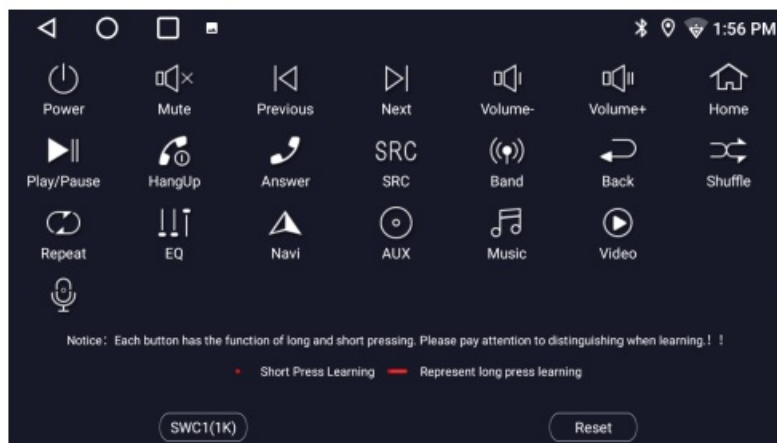 1:56 PM
Power Mute Previous Next Volume- Volume+ Home
SRC
Play/Pause HangUp Answer SRC Band Back Shuffle
Repeat EQ Navi AUX Music Video
Notice: Each button has the function of long and short pressing. Please pay attention to distinguishing when learning.! !
Short Press Learning Represent long press learning
SWC1(1K) Reset